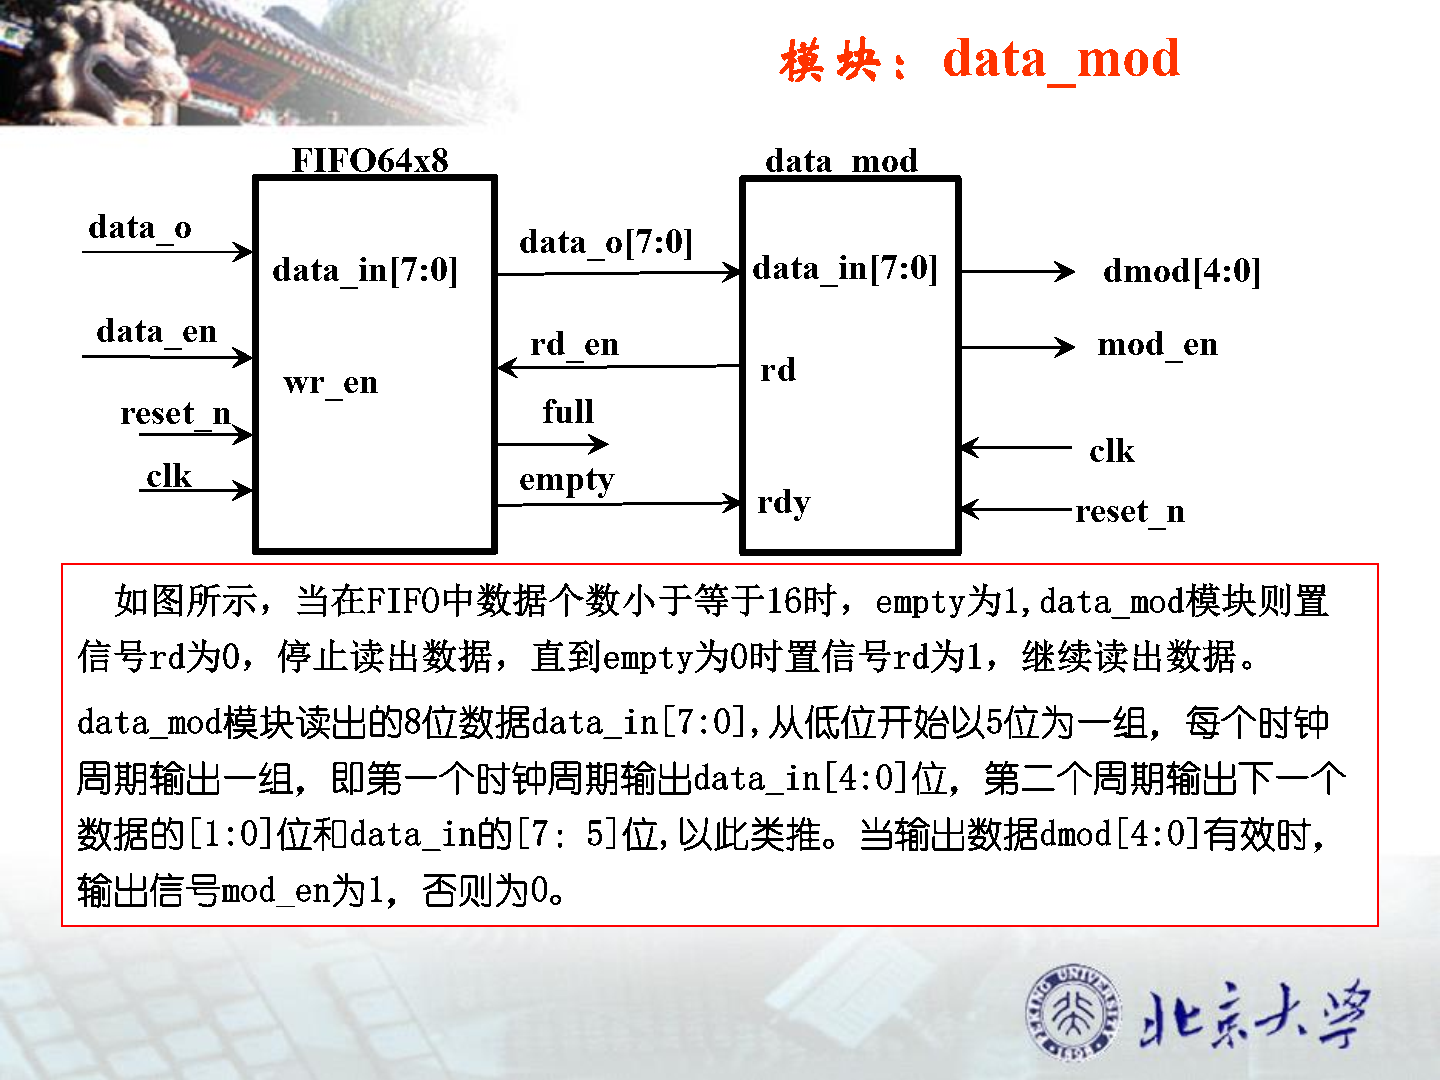 模块：data_mod
FIFO64x8
data_mod
data_o
data_in[7:0]
data_o[7:0]
data_in[7:0]
dmod[4:0]
data_en
wr_en
rd_en
rd
mod_en
reset_n
full
clk
clk
empty
rdy
reset_n
如图所示，当在FIFO中数据个数小于等于16时，empty为1,data_mod模块则置
信号rd为0，停止读出数据，直到empty为0时置信号rd为1，继续读出数据。
data_mod模块读出的8位数据data_in[7:0],从低位开始以5位为一组，每个时钟
周期输出一组，即第一个时钟周期输出data_in[4:0]位，第二个周期输出下一个
数据的[1:0]位和data_in的[7：5]位,以此类推。当输出数据dmod[4:0]有效时，
输出信号mod_en为1，否则为0。
北京大学